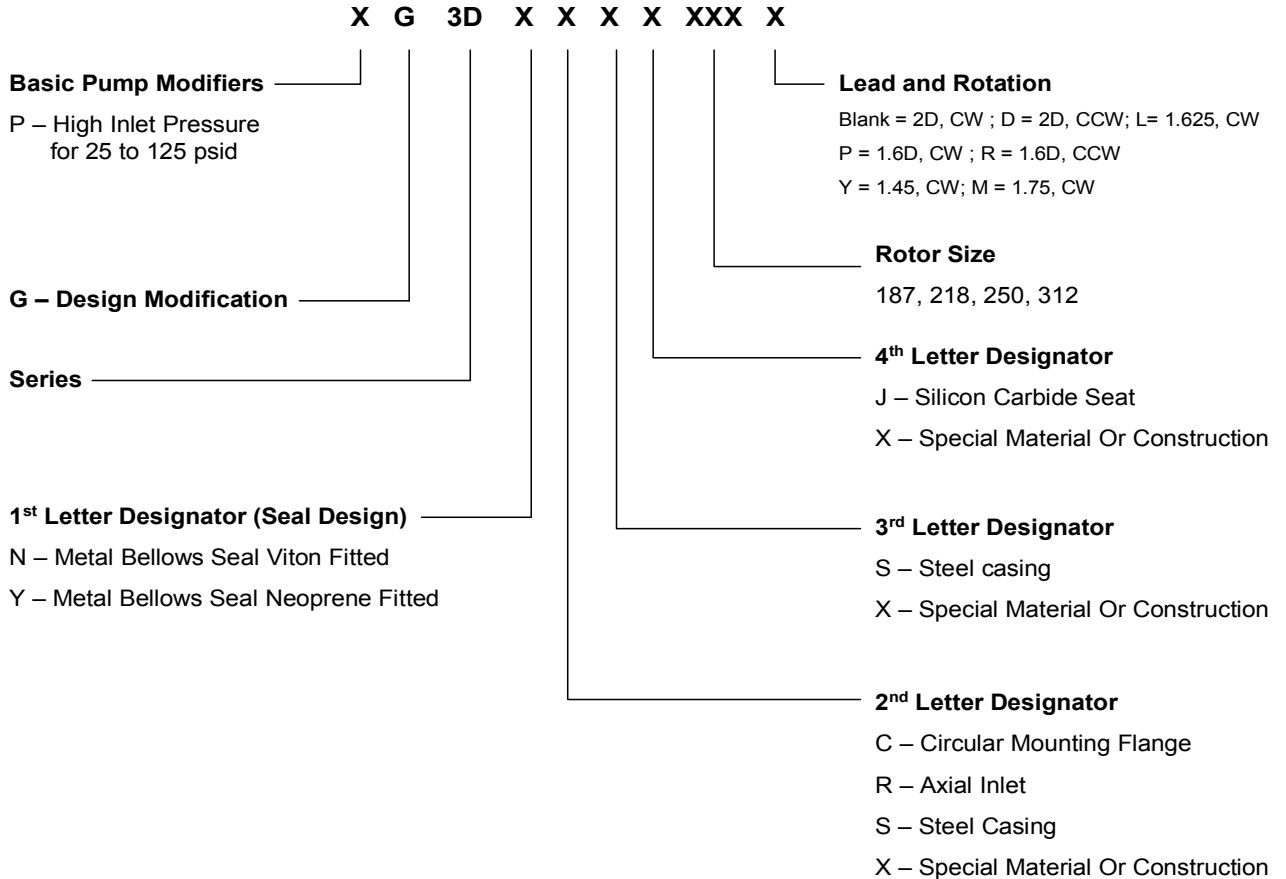 X G 3D X X X X XXX X
Basic Pump Modifiers
P – High Inlet Pressure
for 25 to 125 psid
G – Design Modification
Series
1st Letter Designator (Seal Design)
N – Metal Bellows Seal Viton Fitted
Y – Metal Bellows Seal Neoprene Fitted
Lead and Rotation
Blank = 2D, CW ; D = 2D, CCW; L= 1.625, CW
P = 1.6D, CW ; R = 1.6D, CCW
Y = 1.45, CW; M = 1.75, CW
Rotor Size
187, 218, 250, 312
4th Letter Designator
J – Silicon Carbide Seat
X – Special Material Or Construction
3rd Letter Designator
S – Steel casing
X – Special Material Or Construction
2nd Letter Designator
C – Circular Mounting Flange
R – Axial Inlet
S – Steel Casing
X – Special Material Or Construction